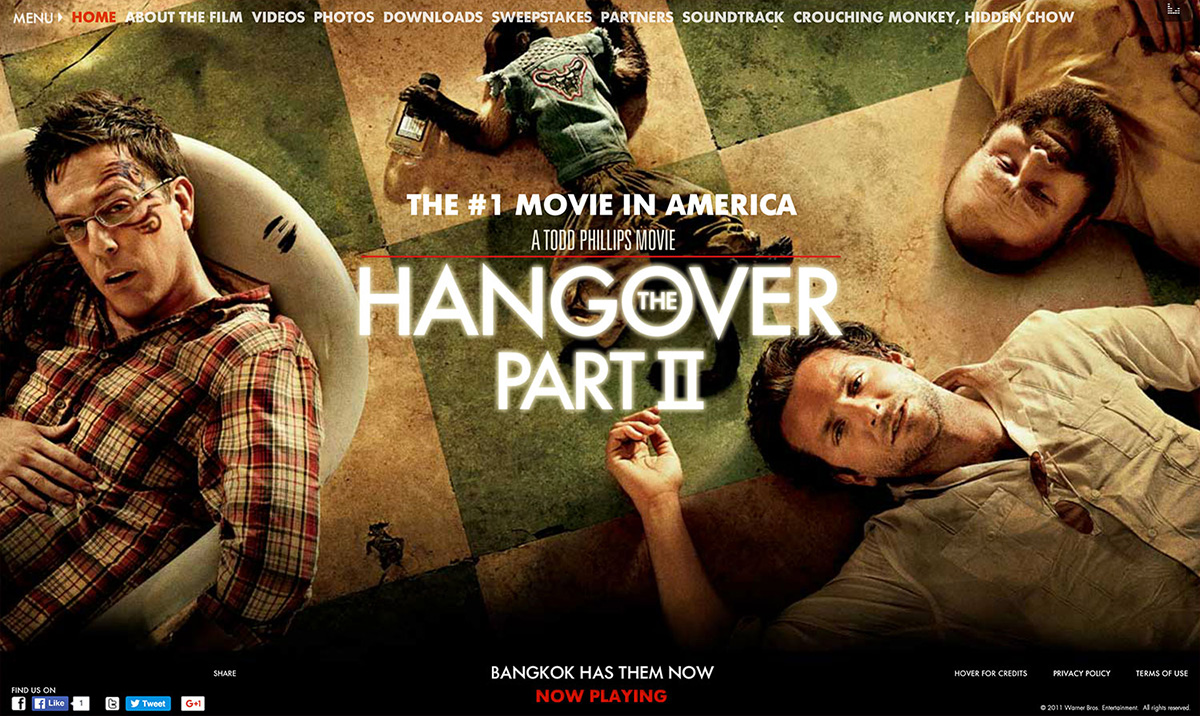 MENU HOME ABOUT THE FILM VIDEOS PHOTOS DOWNLOADS SWEEPSTAKES PARTNERS SOUNDTRACK CROUCHING MONKEY, HIDDEN CHOW
THE #1 MOVIE IN AMERICA
A TODD PHILLIPS MOVIE
THE
HANGOVER
PART II
SHARE
BANGKOK HAS THEM NOW
HOVER FOR CREDITS PRIVACY POLICY TERMS OF USE
FIND US ON
NOW PLAYING
f f Like 1 t Tweet G+1
© 2011 Warner Bros. Entertainment. All rights reserved.